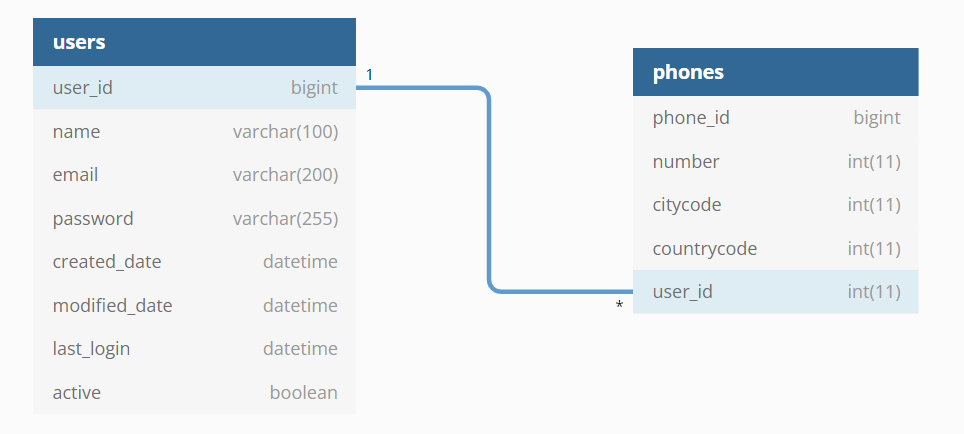 users
user_id bigint
name varchar(100)
email varchar(200)
password varchar(255)
created_date datetime
modified_date datetime
last_login datetime
active boolean
1
*
phones
phone_id bigint
number int(11)
citycode int(11)
countrycode int(11)
user_id int(11)